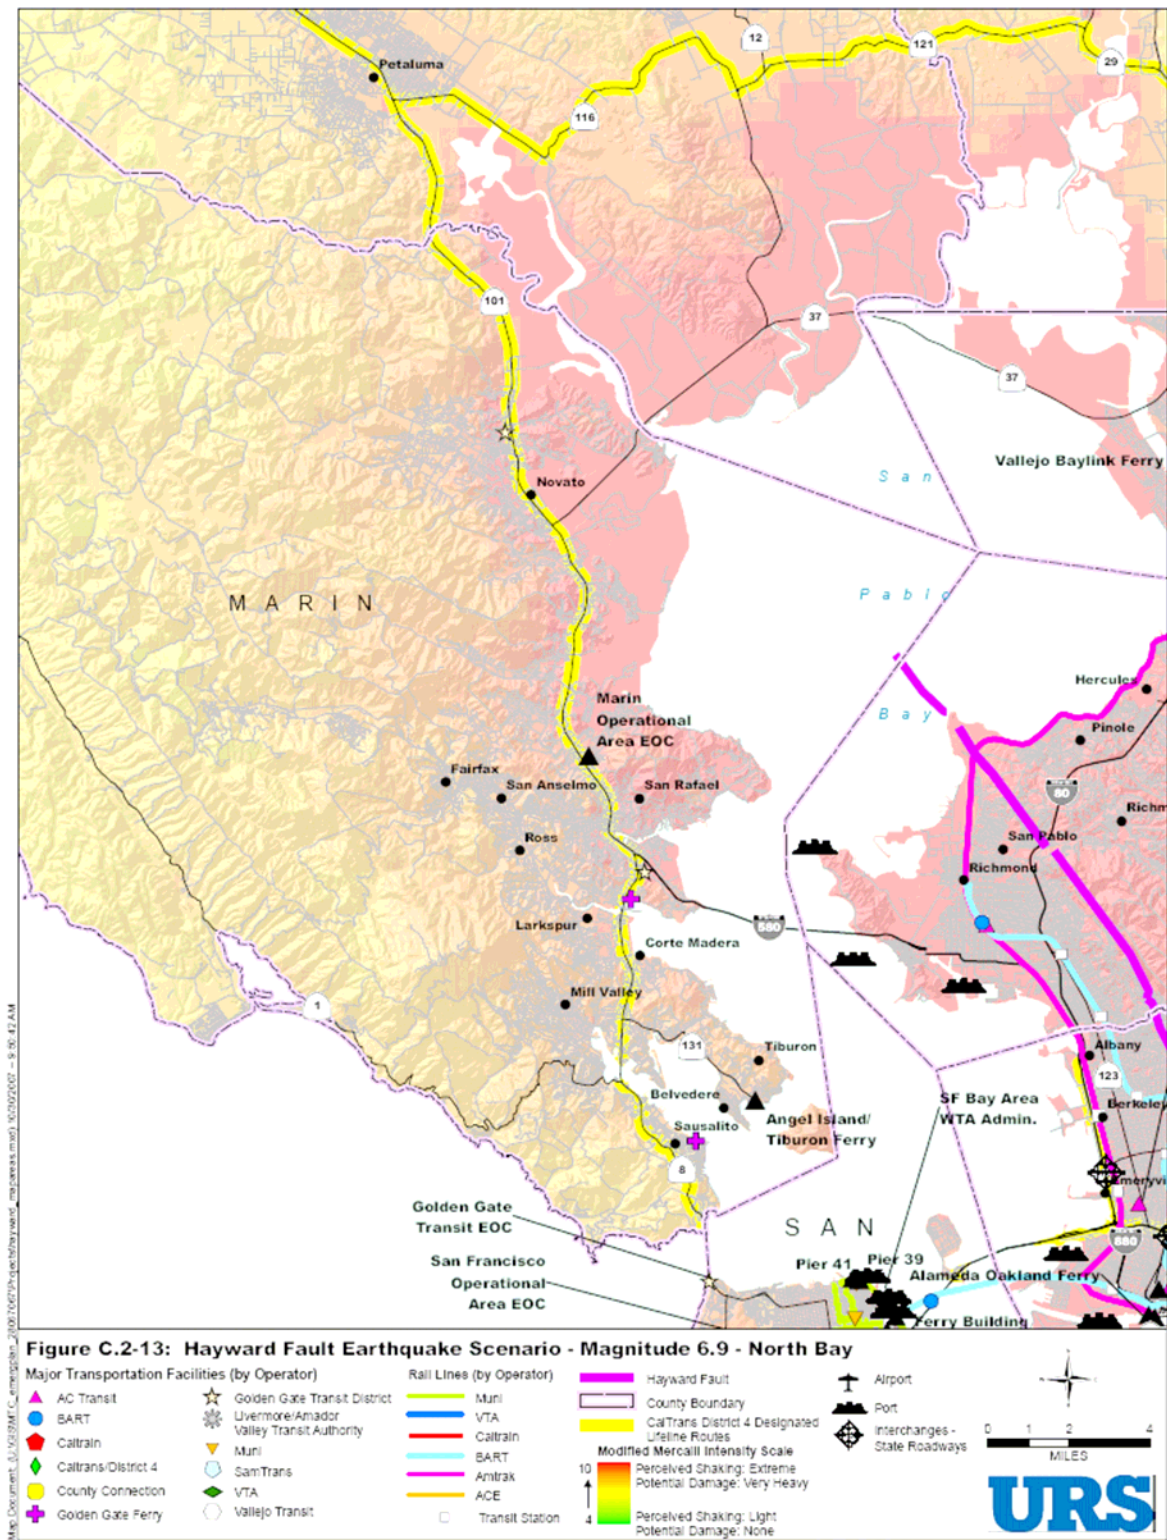 Petaluma
12
121
29
116
101
37
37
Vallejo Baylink Ferry
Novato
San
Pablo
Bay
MARIN
Hercules
Pinole
Marin
Operational
Area EOC
80
Fairfax
San Anselmo
San Rafael
Richm
Ross
San Pablo
Richmond
Larkspur
580
Corte Madera
Mill Valley
1
131
Tiburon
Albany
123
Belvedere
SF Bay Area
WTA Admin.
Berkeley
Angel Island/
Tiburon Ferry
Sausalito
8
Emeryvi
Golden Gate
Transit EOC
SAN
880
San Francisco
Operational
Area EOC
Pier 41
Pier 39
Alameda Oakland Ferry
Ferry Building
Figure C.2-13: Hayward Fault Earthquake Scenario - Magnitude 6.9 - North Bay
Major Transportation Facilities (by Operator)
AC Transit
BART
Caltrain
Caltrans/District 4
County Connection
Golden Gate Ferry
Golden Gate Transit District
Livermore/Amador
Valley Transit Authority
Muni
SamTrans
VTA
Vallejo Transit
Rail Lines (by Operator)
Muni
VTA
Caltrain
BART
Amtrak
ACE
Transit Station
Hayward Fault
County Boundary
CalTrans District 4 Designated
Lifeline Routes
Modified Mercalli Intensity Scale
10
Perceived Shaking: Extreme
Potential Damage: Very Heavy
4
Perceived Shaking: Light
Potential Damage: None
Airport
Port
Interchanges -
State Roadways
0 1 2 4
MILES
URS